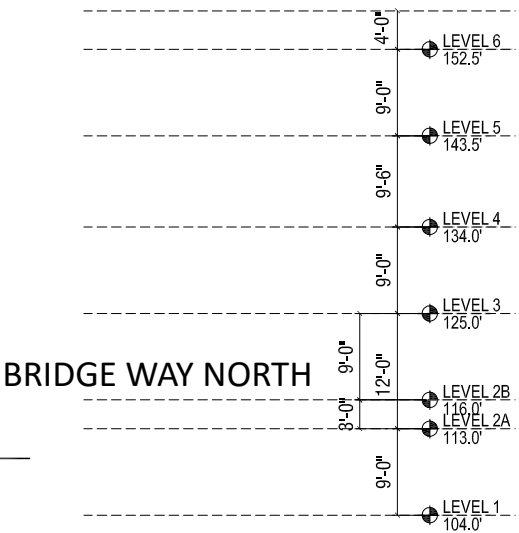 4'-0"
LEVEL 6
152.5'
9'-0"
LEVEL 5
143.5'
9'-6"
LEVEL 4
134.0'
9'-0"
LEVEL 3
125.0'
9'-0"
12'-0"
BRIDGE WAY NORTH
LEVEL 2B
116.0'
3'-0"
LEVEL 2A
113.0'
9'-0"
LEVEL 1
104.0'